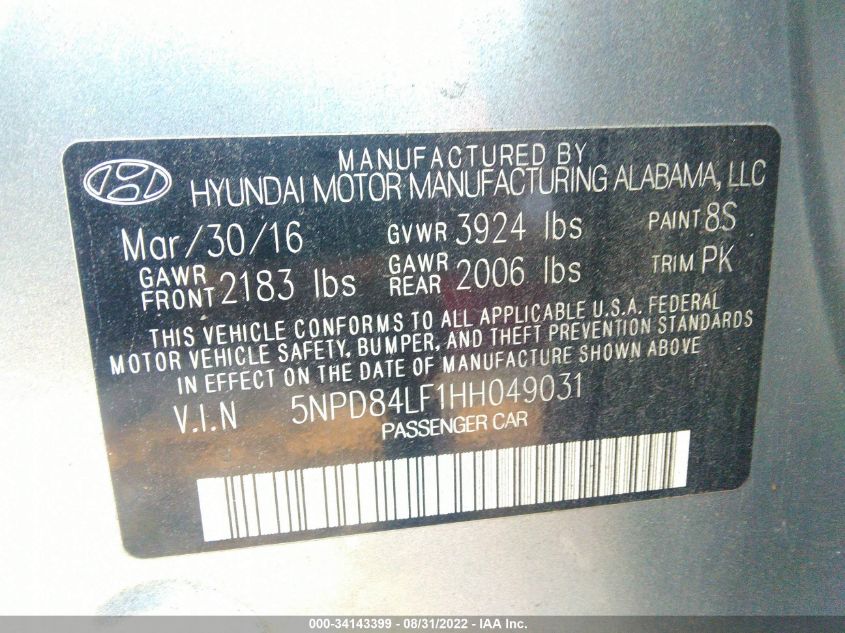 MANUFACTURED BY
HYUNDAI MOTOR MANUFACTURING ALABAMA, LLC
Mar/30/16 GVWR 3924 lbs PAINT 8S
GAWR FRONT 2183 lbs GAWR REAR 2006 lbs TRIM PK
THIS VEHICLE CONFORMS TO ALL APPLICABLE U.S.A. FEDERAL
MOTOR VEHICLE SAFETY, BUMPER, AND THEFT PREVENTION STANDARDS
IN EFFECT ON THE DATE OF MANUFACTURE SHOWN ABOVE
V.I.N 5NPD84LF1HH049031
PASSENGER CAR
000-34143399 - 08/31/2022 - IAA Inc.